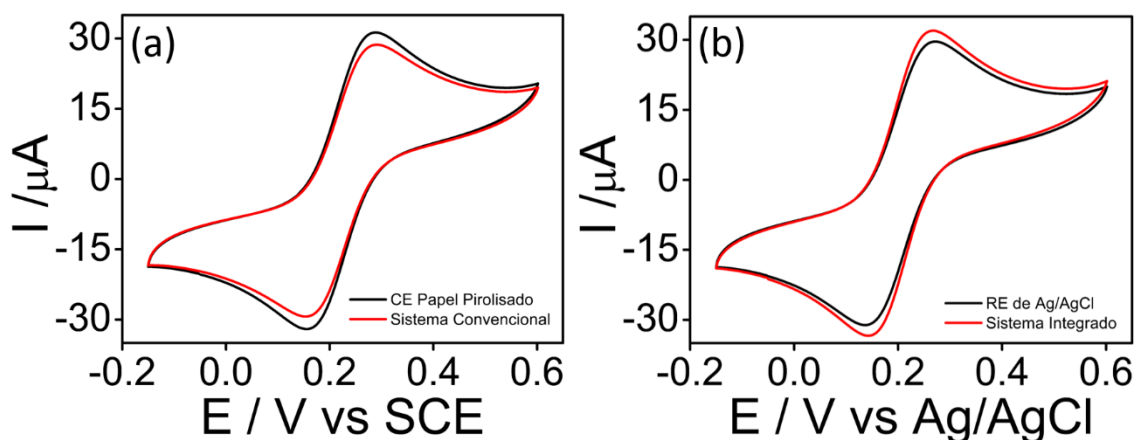 (a)
I /μA
30
15
0
-15
-30
CE Papel Pirolisado
Sistema Convencional
-0.2 0.0 0.2 0.4 0.6
E / V vs SCE
(b)
I /μA
30
15
0
-15
-30
RE de Ag/AgCl
Sistema Integrado
-0.2 0.0 0.2 0.4 0.6
E / V vs Ag/AgCl